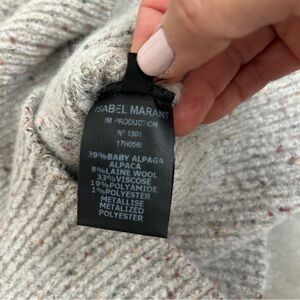 ISABEL MARANT
IM PRODUCTION
N° 1501
17H056I
39%BABY ALPAGA
ALPACA
8%LAINE WOOL
33%VISCOSE
19%POLYAMIDE
1%POLYESTER
METALLISE
METALIZED
POLYESTER